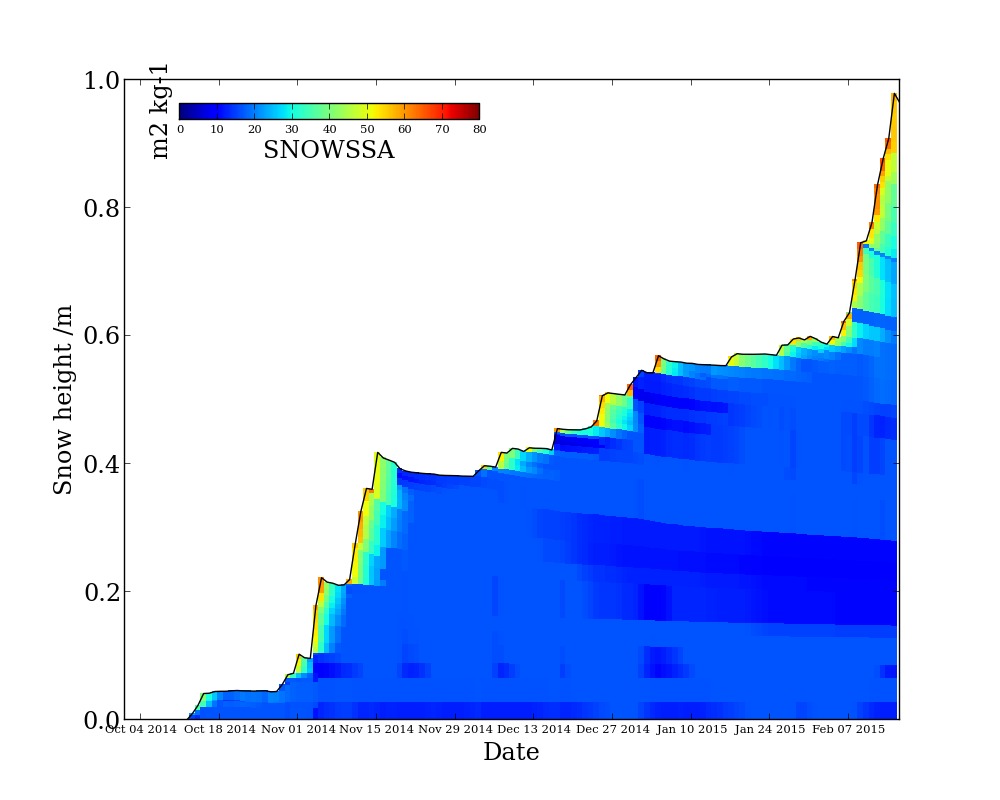 1.0
m2 kg-1
0 10 20 30 40 50 60 70 80
SNOWSSA
0.8
0.6
Snow height /m
0.4
0.2
0.0
Oct 04 2014 Oct 18 2014 Nov 01 2014 Nov 15 2014 Nov 29 2014 Dec 13 2014 Dec 27 2014 Jan 10 2015 Jan 24 2015 Feb 07 2015
Date